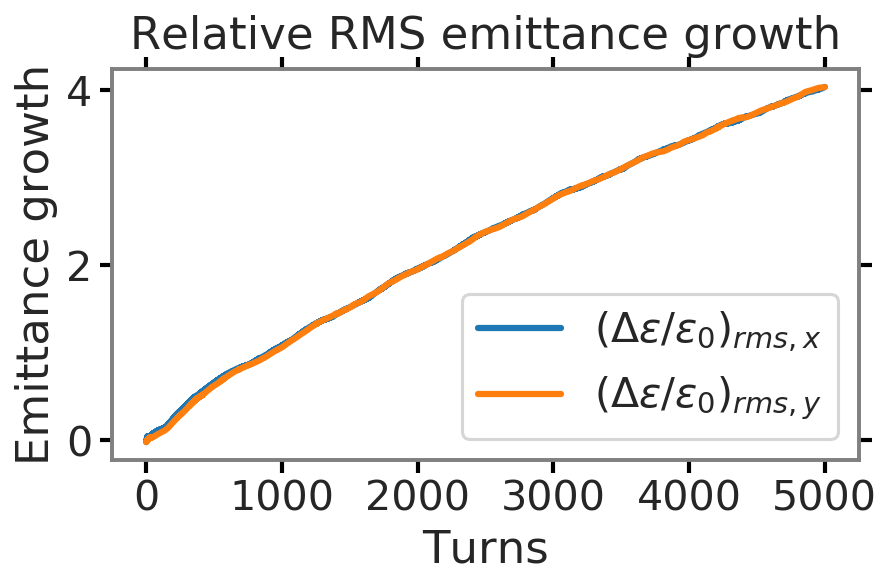 Relative RMS emittance growth
Emittance growth
4
2
0
(Δε/ε₀)ᵣₘₛ,ₓ
(Δε/ε₀)rms,y
0 1000 2000 3000 4000 5000
Turns